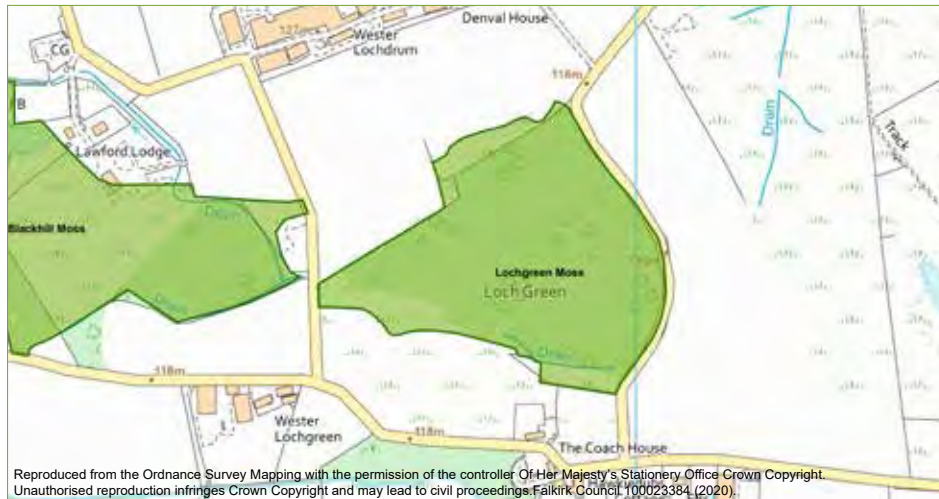 Denval House
127m
Wester
Lochdrum
CG
116m
B
Drain
Track
Lawford Lodge
Drain
Blackhill Moss
Lochgreen Moss
Loch Green
Drain
Drain
118m
Wester
Lochgreen
118m
The Coach House
Reproduced from the Ordnance Survey Mapping with the permission of the controller Of Her Majesty's Stationery Office Crown Copyright.
Unauthorised reproduction infringes Crown Copyright and may lead to civil proceedings.Falkirk Council, 100023384 (2020).